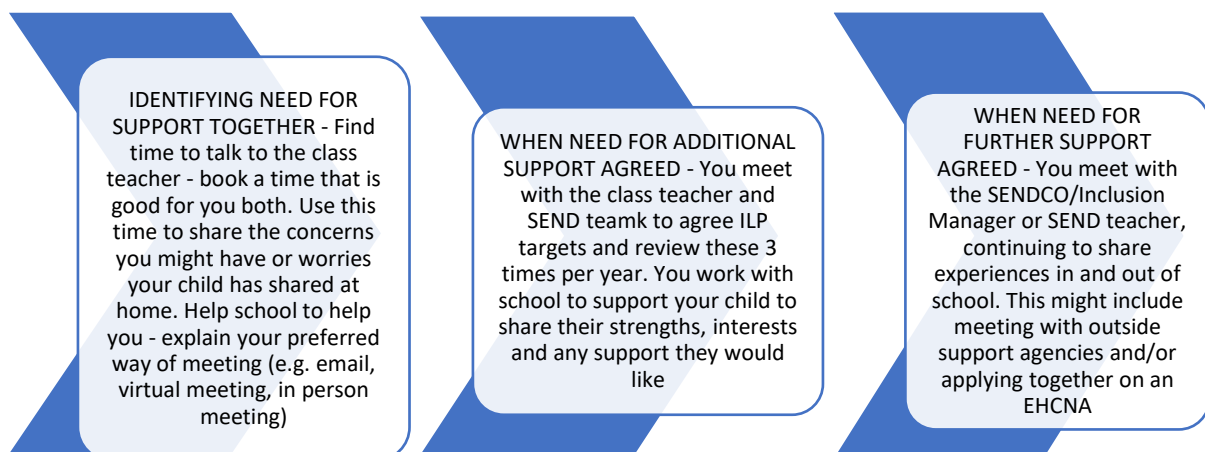 IDENTIFYING NEED FOR
SUPPORT TOGETHER - Find
time to talk to the class
teacher - book a time that is
good for you both. Use this
time to share the concerns
you might have or worries
your child has shared at
home. Help school to help
you - explain your preferred
way of meeting (e.g. email,
virtual meeting, in person
meeting)
WHEN NEED FOR ADDITIONAL
SUPPORT AGREED - You meet
with the class teacher and
SEND teamk to agree ILP
targets and review these 3
times per year. You work with
school to support your child to
share their strengths, interests
and any support they would
like
WHEN NEED FOR
FURTHER SUPPORT
AGREED - You meet with
the SENDCO/Inclusion
Manager or SEND teacher,
continuing to share
experiences in and out of
school. This might include
meeting with outside
support agencies and/or
applying together on an
EHCNA